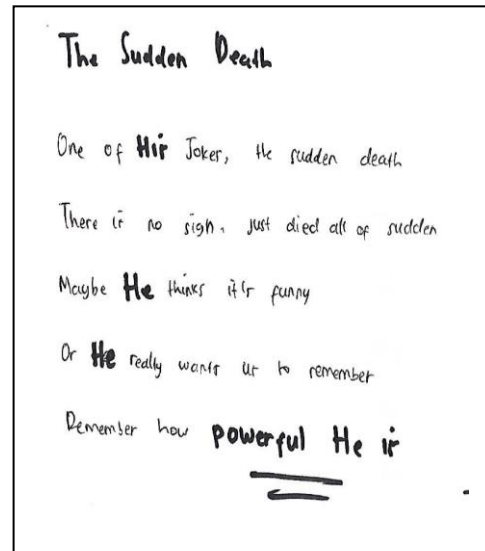 The Sudden Death
One of His Joker, the sudden death
There is no sign, just died all of sudden
Maybe He thinks it's funny
Or He really wants us to remember
Remember how powerful He is